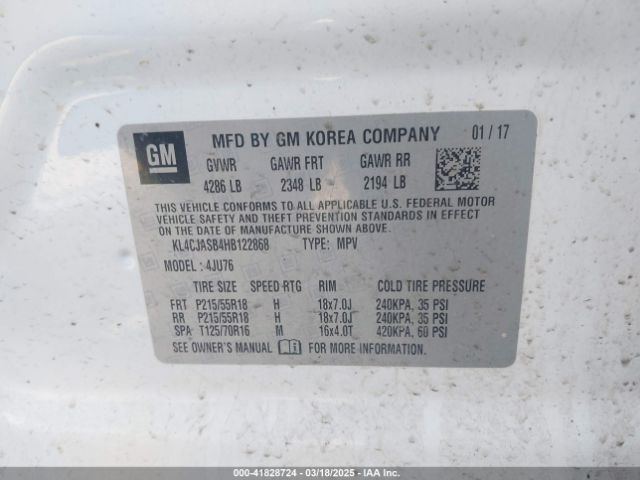 GM
MFD BY GM KOREA COMPANY 01 / 17
GVWR GAWR FRT GAWR RR
4286 LB 2348 LB 2194 LB
THIS VEHICLE CONFORMS TO ALL APPLICABLE U.S. FEDERAL MOTOR
VEHICLE SAFETY AND THEFT PREVENTION STANDARDS IN EFFECT ON
THE DATE OF MANUFACTURE SHOWN ABOVE.
KL4CJASB4HB122868 TYPE: MPV
MODEL : 4JU76
TIRE SIZE SPEED RTG RIM COLD TIRE PRESSURE
FRT P215/55R18 H 18x7.0J 240KPA, 35 PSI
RR P215/55R18 H 18x7.0J 240KPA, 35 PSI
SPA T125/70R16 M 16x4.0T 420KPA, 60 PSI
SEE OWNER'S MANUAL FOR MORE INFORMATION.
000-41828724 — 03/18/2025 — IAA Inc.